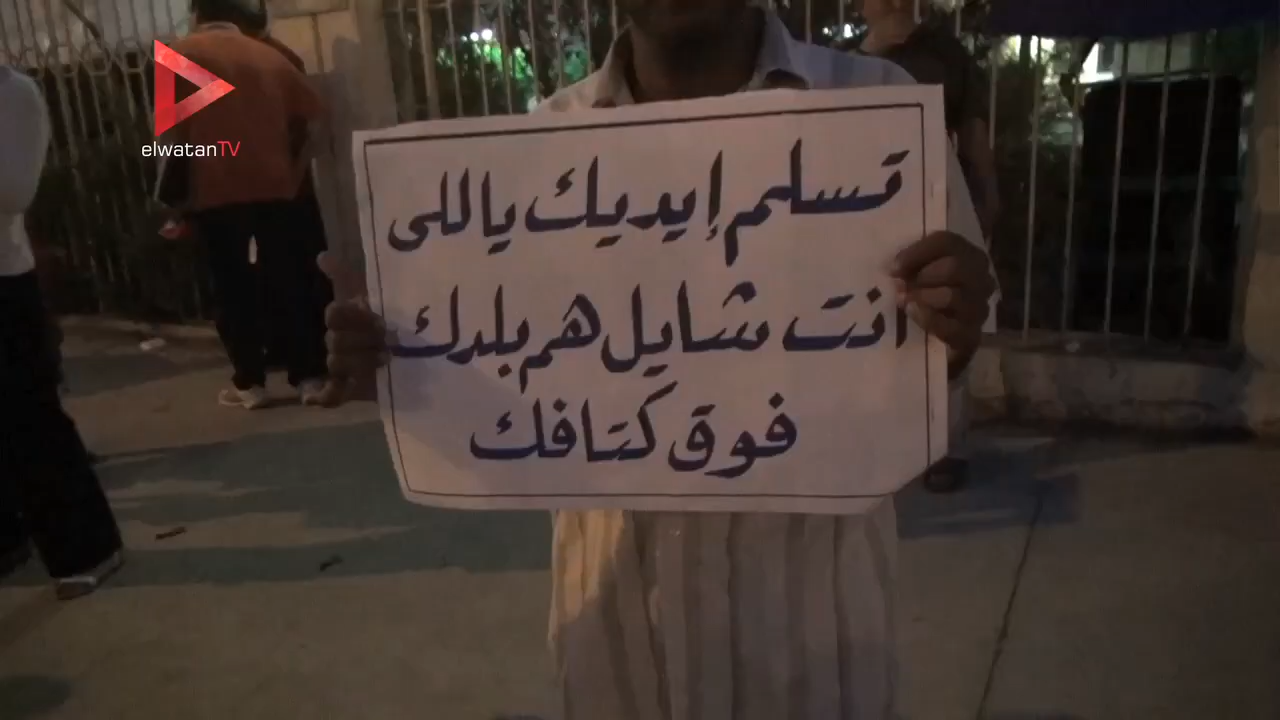 elwatanTV
تسلم إيديك ياللى
انت شايل هم بلدك
فوق كتافك